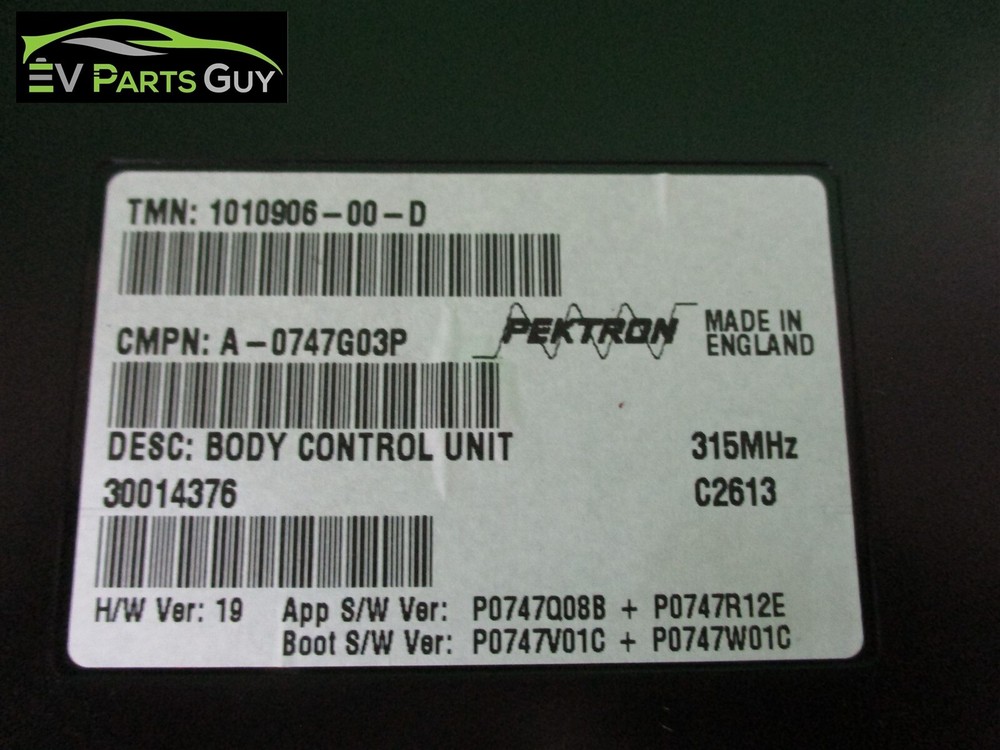 EV PARTS GUY
TMN: 1010906-00-D
CMPN: A-0747G03P
PEKTRON
MADE IN
ENGLAND
DESC: BODY CONTROL UNIT
315MHz
30014376
C2613
H/W Ver: 19
App S/W Ver: P0747Q08B + P0747R12E
Boot S/W Ver: P0747V01C + P0747W01C